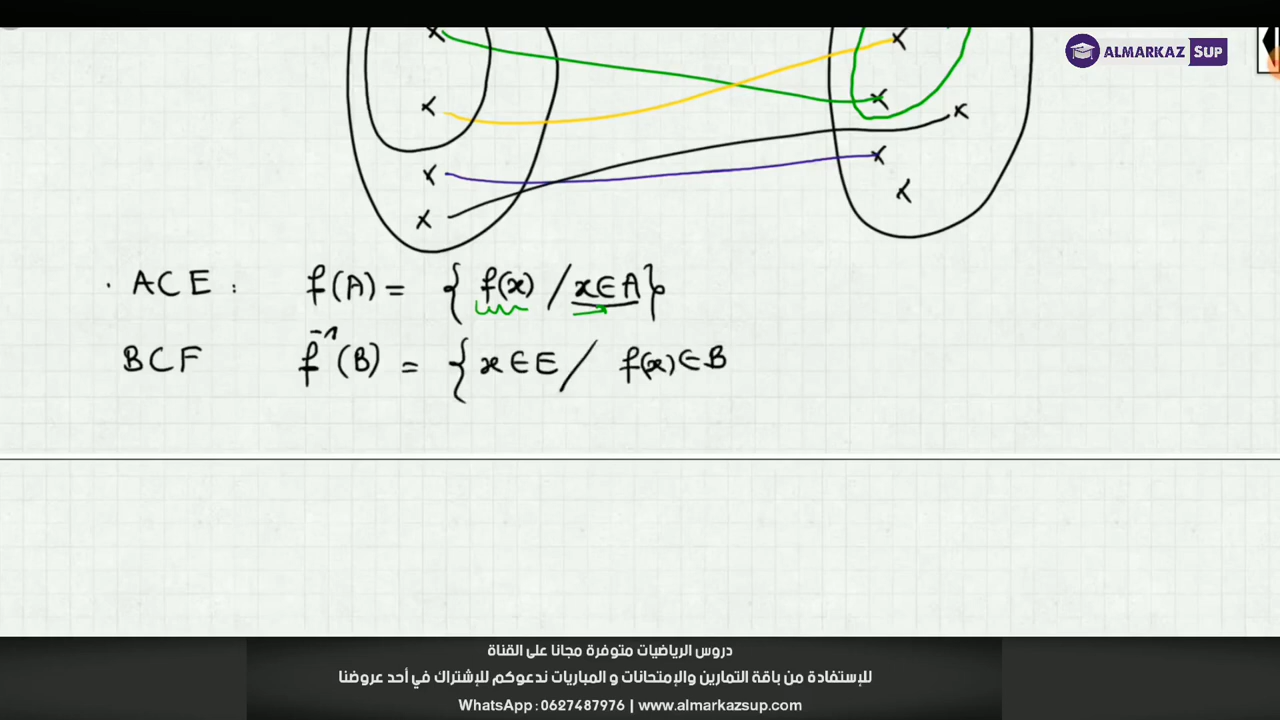 ALMARKAZ SUP
. A ⊂ E : f(A) = { f(x) / x ∈ A }
B ⊂ F f⁻¹(B) = { x ∈ E / f(x) ∈ B
دروس الرياضيات متوفرة مجانا على القناة
للإستفادة من باقة التمارين والإمتحانات و المباريات ندعوكم للإشتراك في أحد عروضنا
WhatsApp : 0627487976 | www.almarkazsup.com